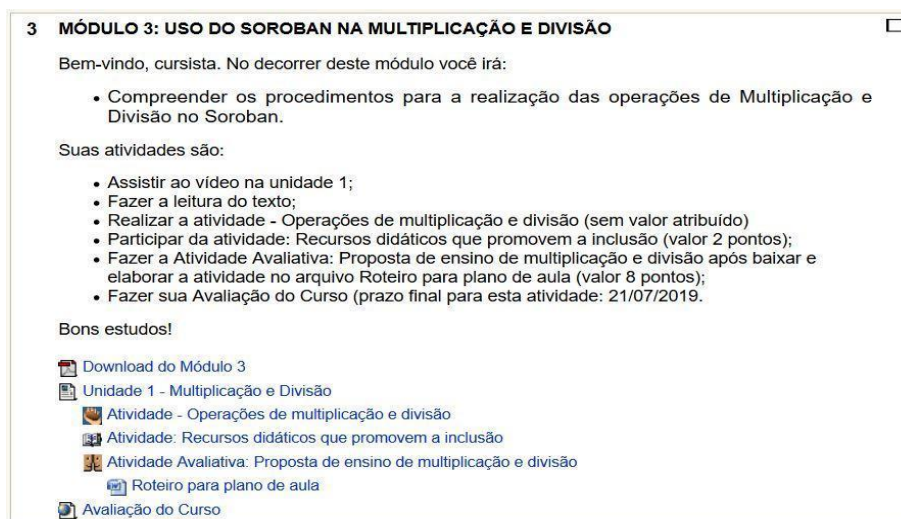 3 MÓDULO 3: USO DO SOROBAN NA MULTIPLICAÇÃO E DIVISÃO
Bem-vindo, cursista. No decorrer deste módulo você irá:
• Compreender os procedimentos para a realização das operações de Multiplicação e
Divisão no Soroban.
Suas atividades são:
• Assistir ao vídeo na unidade 1;
• Fazer a leitura do texto;
• Realizar a atividade - Operações de multiplicação e divisão (sem valor atribuído)
• Participar da atividade: Recursos didáticos que promovem a inclusão (valor 2 pontos);
• Fazer a Atividade Avaliativa: Proposta de ensino de multiplicação e divisão após baixar e
elaborar a atividade no arquivo Roteiro para plano de aula (valor 8 pontos);
• Fazer sua Avaliação do Curso (prazo final para esta atividade: 21/07/2019.
Bons estudos!
Download do Módulo 3
Unidade 1 - Multiplicação e Divisão
Atividade - Operações de multiplicação e divisão
Atividade: Recursos didáticos que promovem a inclusão
Atividade Avaliativa: Proposta de ensino de multiplicação e divisão
Roteiro para plano de aula
Avaliação do Curso